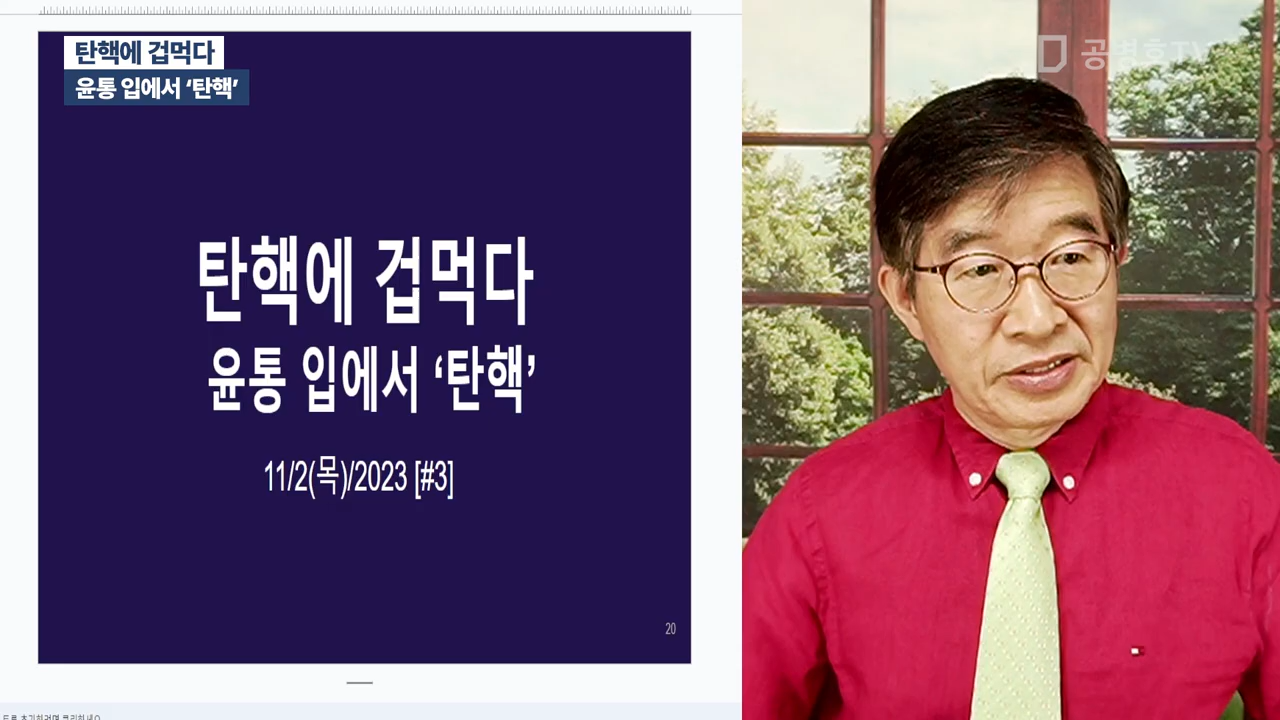 탄핵에 겁먹다
윤통 입에서 ‘탄핵’
공병호TV
탄핵에 겁먹다
윤통 입에서 ‘탄핵’
11/2(목)/2023 [#3]
20